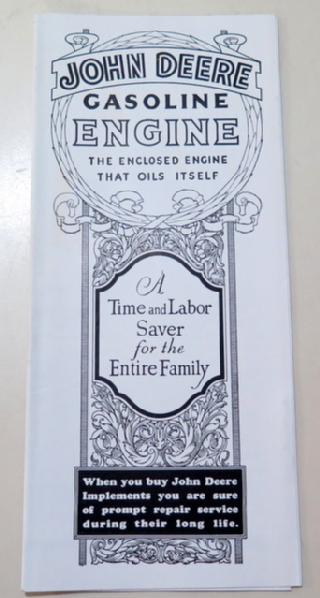 JOHN DEERE
GASOLINE
ENGINE
THE ENCLOSED ENGINE
THAT OILS ITSELF
A
Time and Labor
Saver
for the
Entire Family
When you buy John Deere
Implements you are sure
of prompt repair service
during their long life.